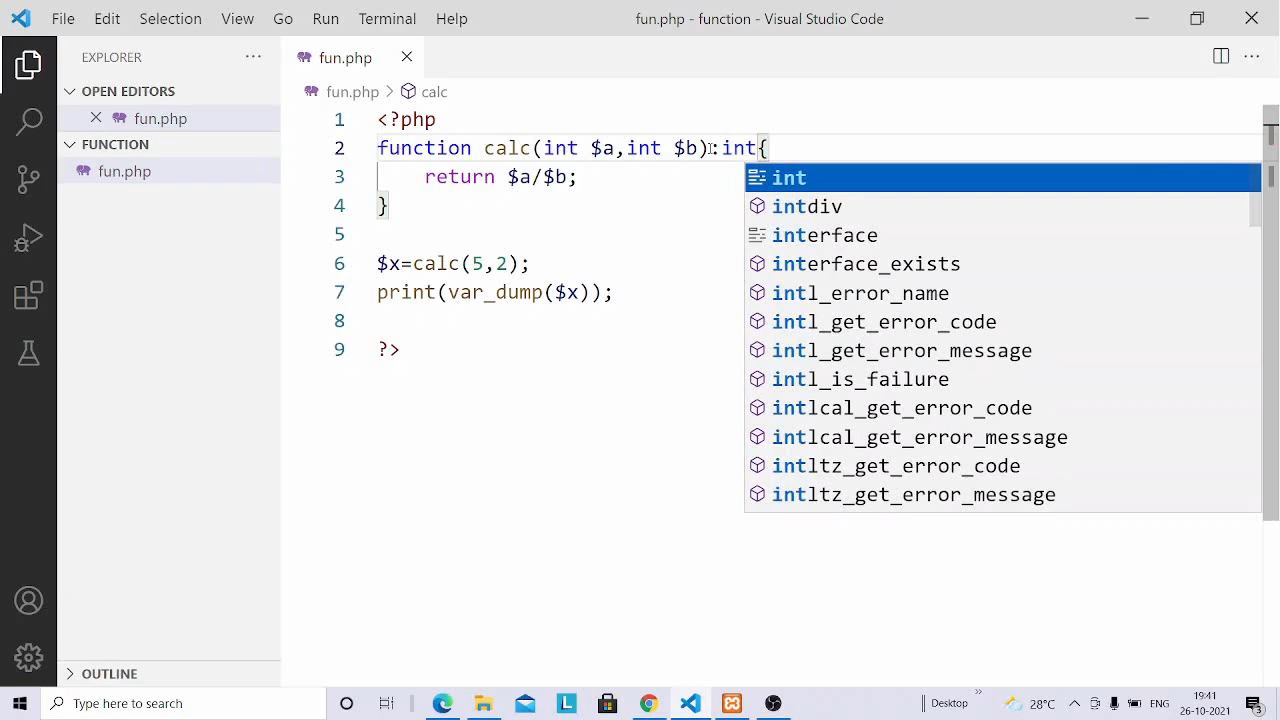 File Edit Selection View Go Run Terminal Help fun.php - function - Visual Studio Code
EXPLORER
fun.php
OPEN EDITORS
fun.php
FUNCTION
fun.php
fun.php > calc
1 <?php
2 function calc(int $a,int $b):int{
3 return $a/$b;
4 }
5
6 $x=calc(5,2);
7 print(var_dump($x));
8
9 ?>
int
intdiv
interface
interface_exists
intl_error_name
intl_get_error_code
intl_get_error_message
intl_is_failure
intlcal_get_error_code
intlcal_get_error_message
intltz_get_error_code
intltz_get_error_message
OUTLINE
Type here to search
L
Desktop
28°C
19:41
26-10-2021
3